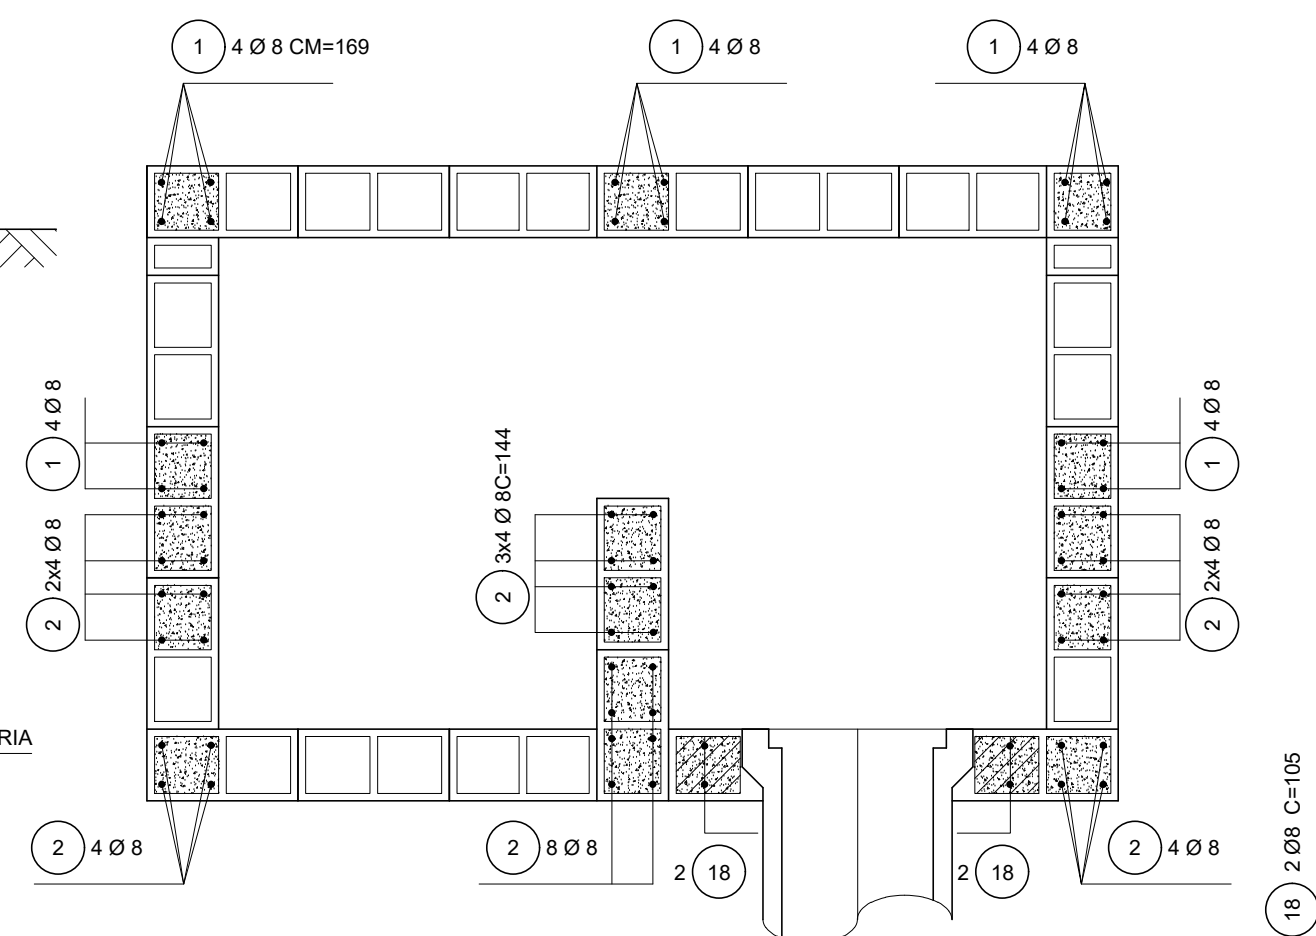 1 4 Ø 8 CM=169
1 4 Ø 8
1 4 Ø 8
1 4 Ø 8
2 2x4 Ø 8
2 3x4 Ø 8C=144
1 4 Ø 8
2 2x4 Ø 8
RIA
2 4 Ø 8
2 8 Ø 8
2 18
2 18
2 4 Ø 8
18 2 Ø8 C=105